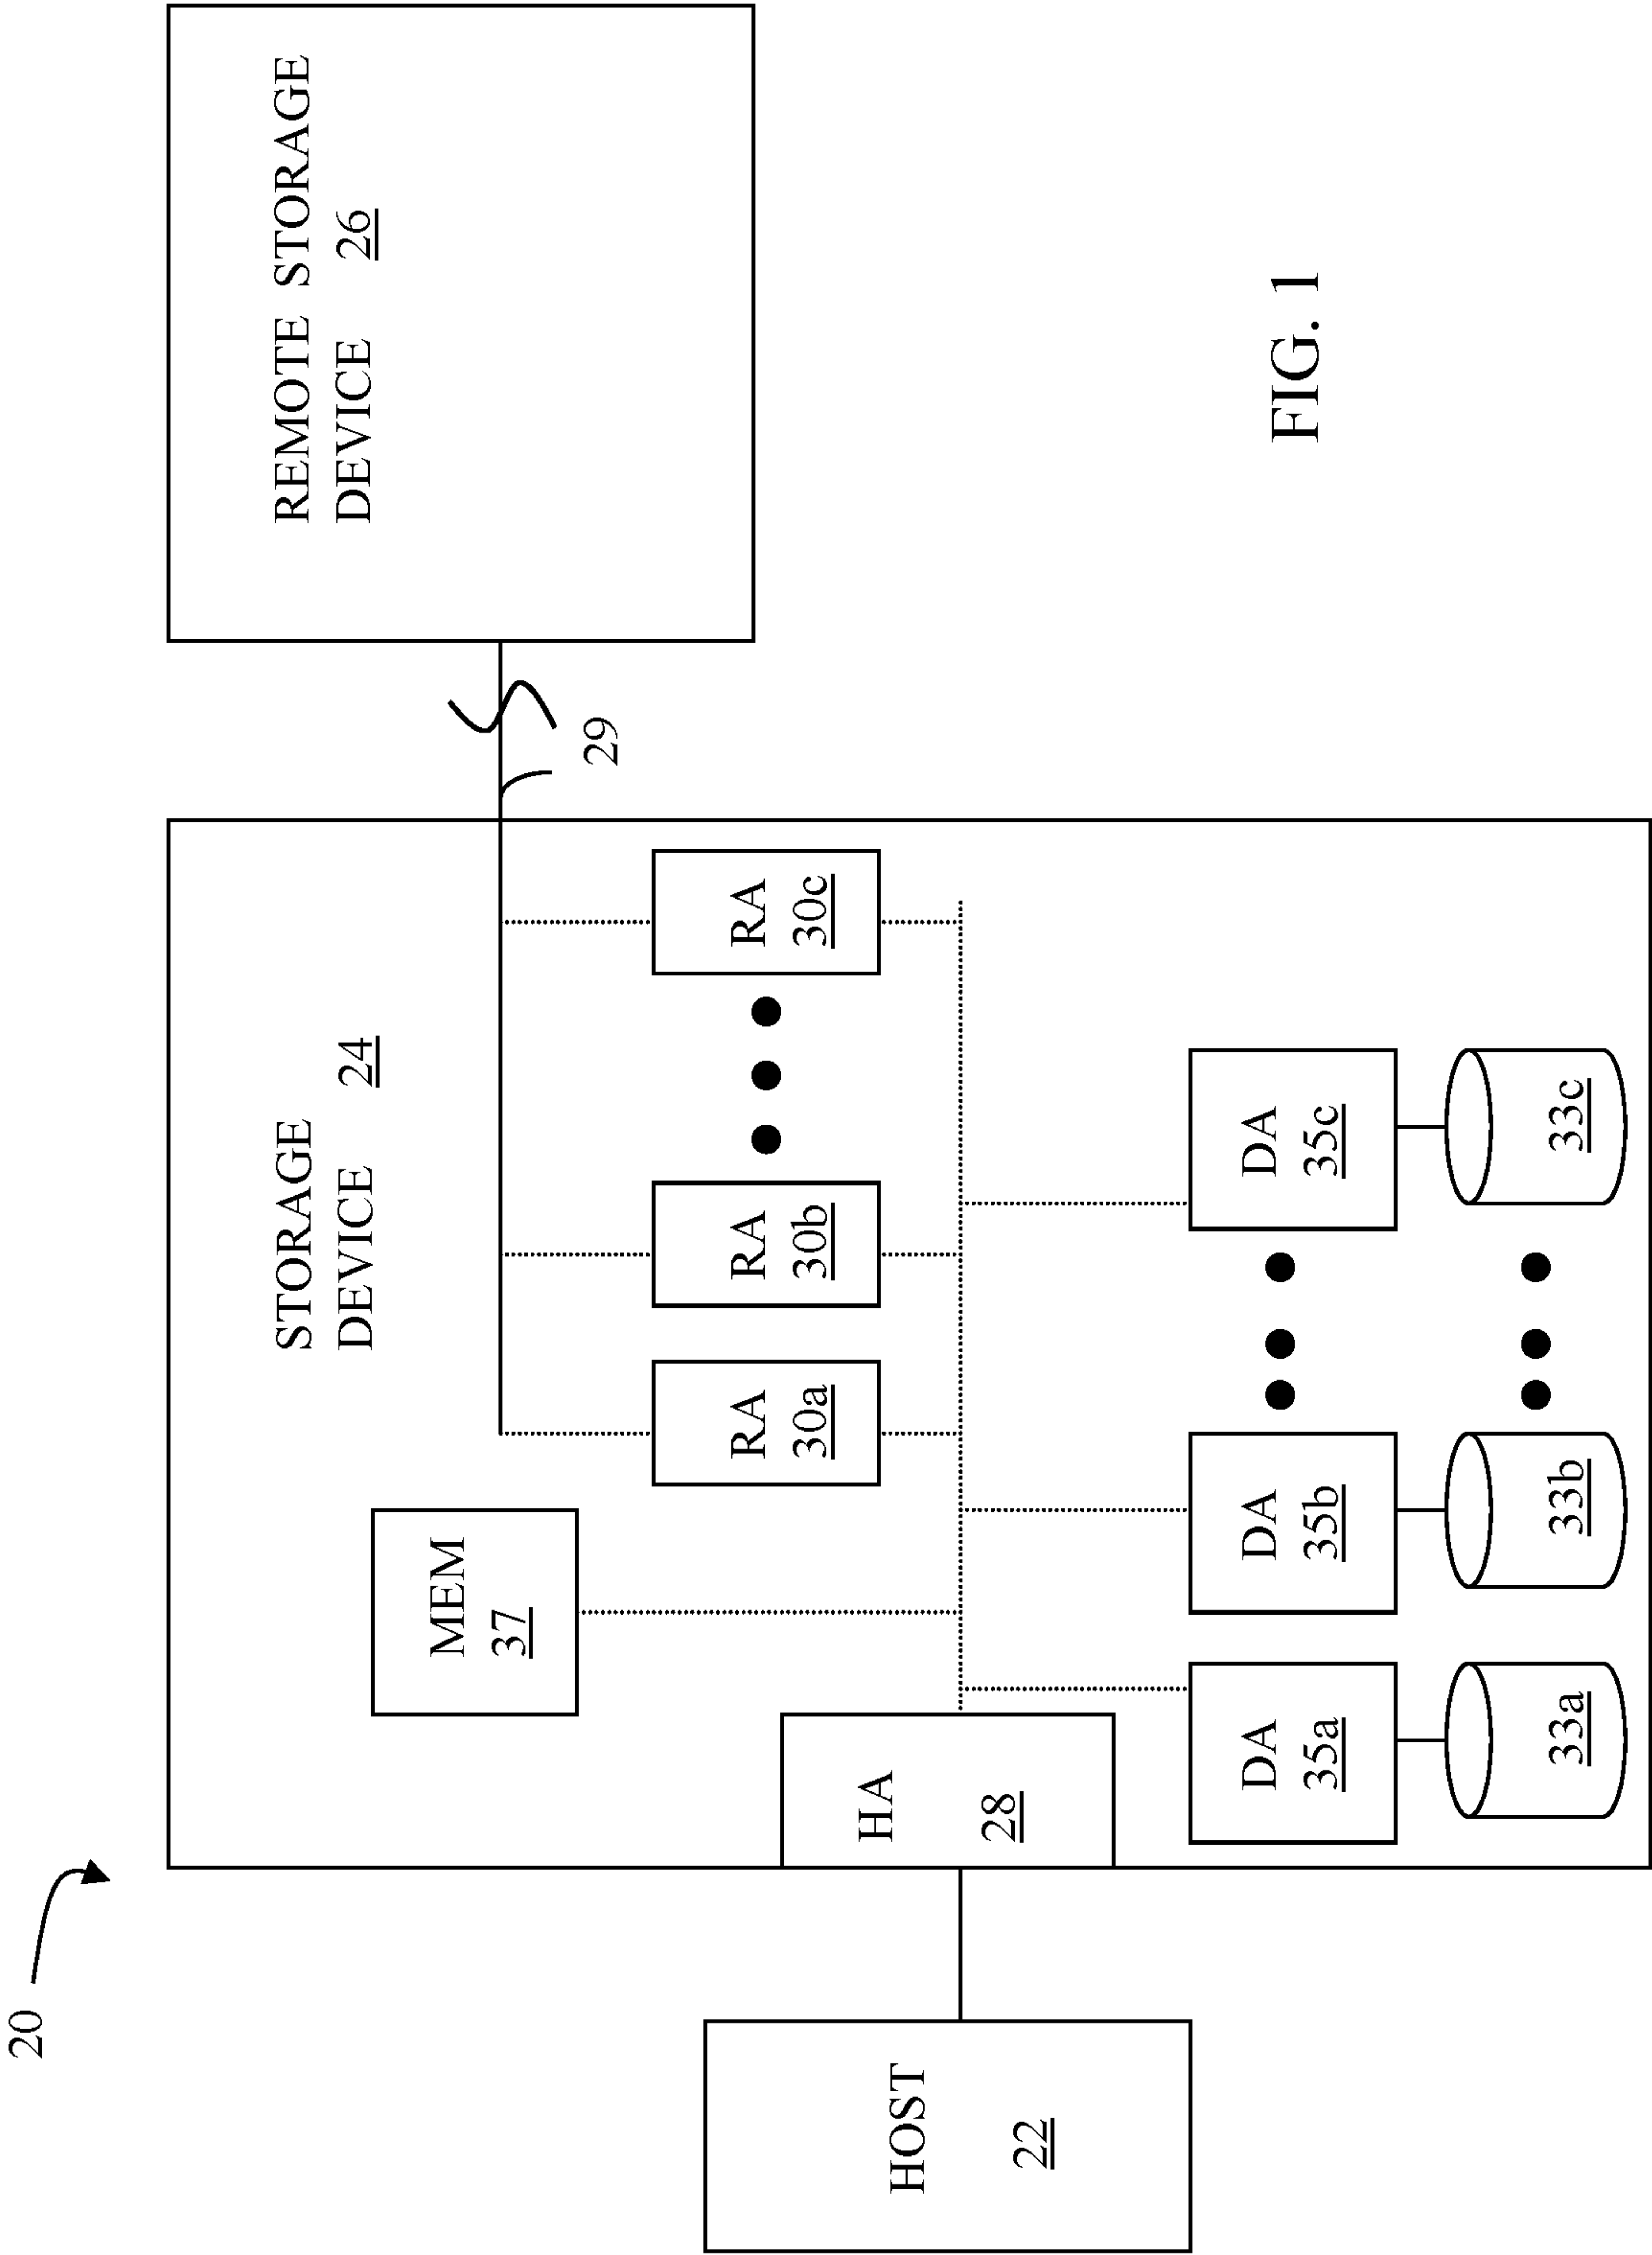 20
STORAGE
DEVICE 24
REMOTE STORAGE
DEVICE 26
MEM
37
29
RA
30a
RA
30b
RA
30c
HOST
22
HA
28
DA
35a
DA
35b
DA
35c
33a
33b
33c
FIG. 1